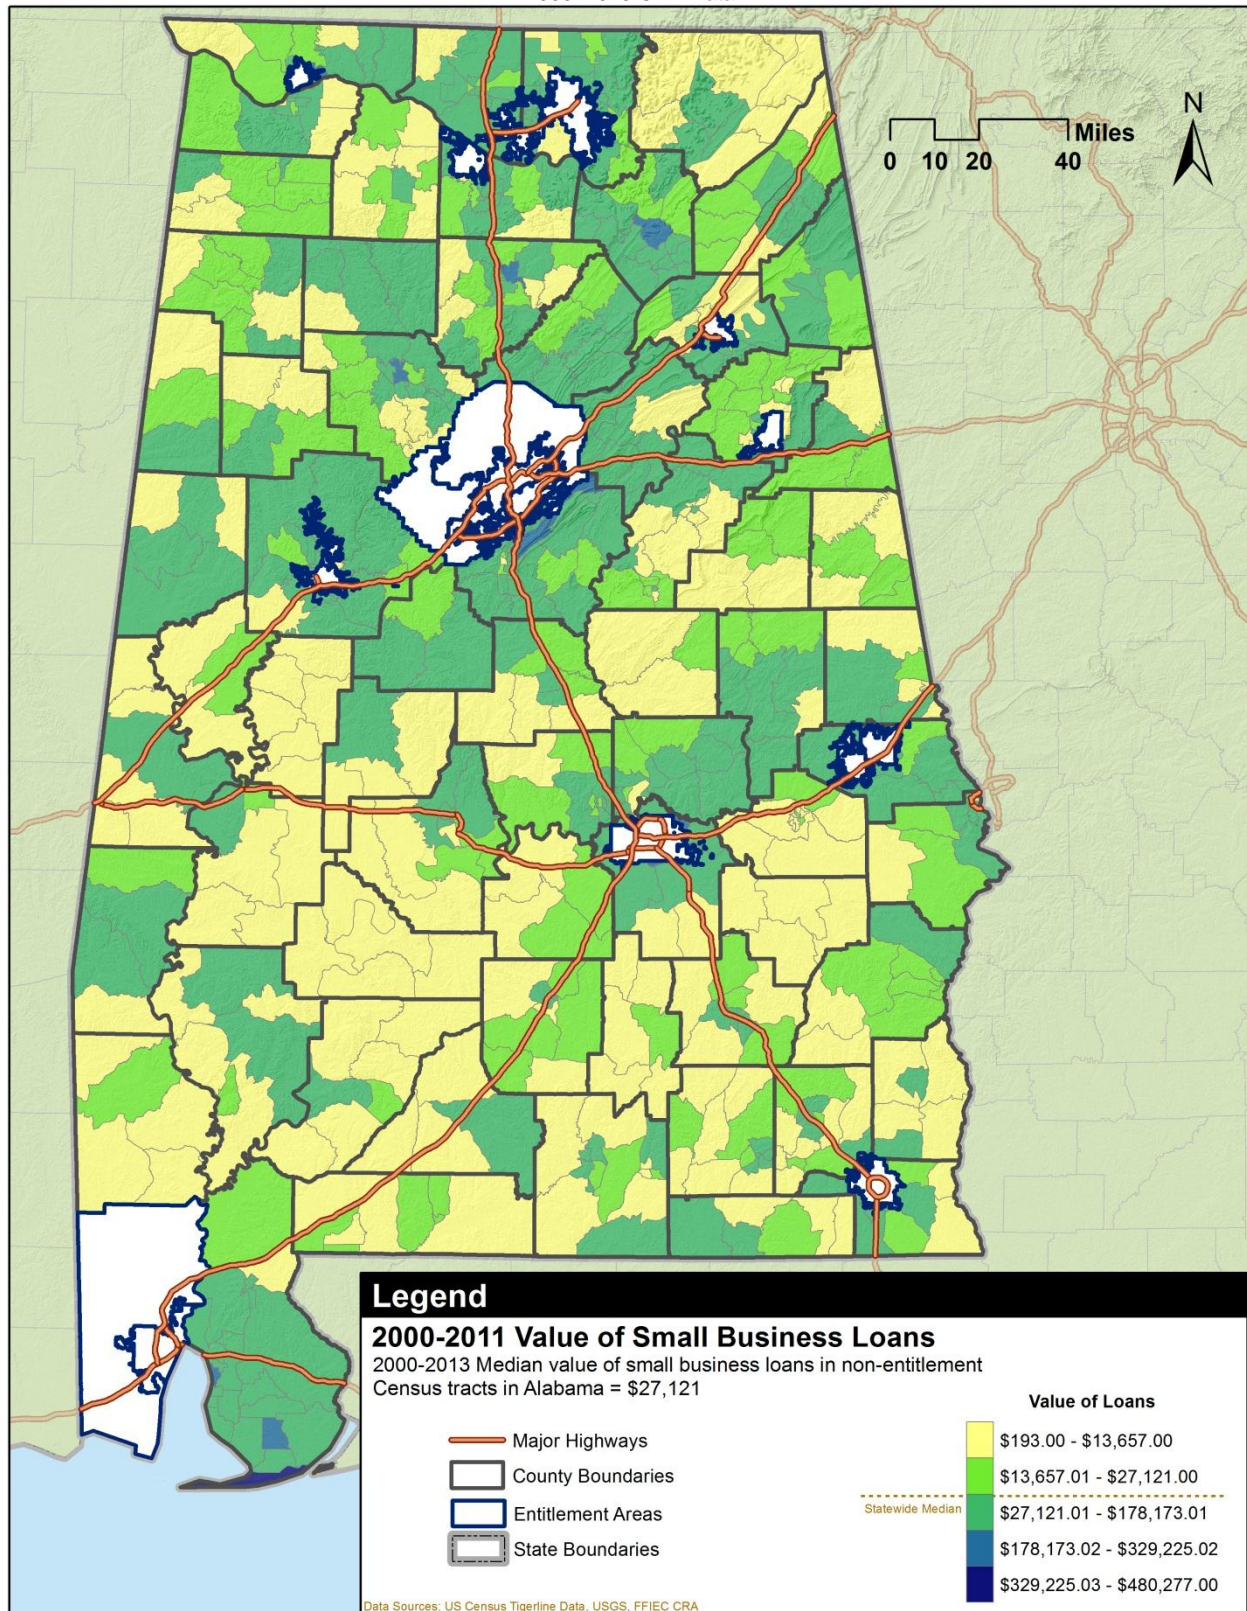 N
Miles
0 10 20 40
Legend
2000-2011 Value of Small Business Loans
2000-2013 Median value of small business loans in non-entitlement
Census tracts in Alabama = $27,121
Value of Loans
Major Highways
County Boundaries
Entitlement Areas
State Boundaries
$193.00 - $13,657.00
$13,657.01 - $27,121.00
Statewide Median
$27,121.01 - $178,173.01
$178,173.02 - $329,225.02
$329,225.03 - $480,277.00
Data Sources: US Census Tigerline Data, USGS, FFIEC CRA